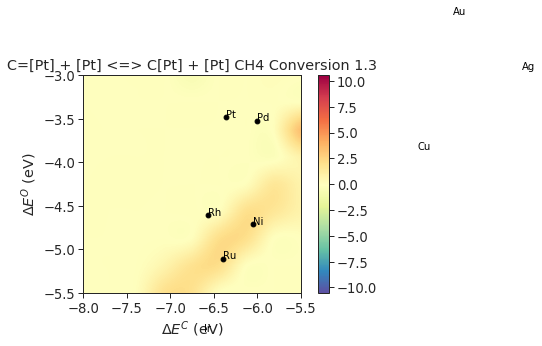 Au
C=[Pt] + [Pt] <=> C[Pt] + [Pt] CH4 Conversion 1.3
Ag
Cu
−3.0
−3.5
−4.0
−4.5
−5.0
−5.5
ΔE^O (eV)
Pt
Pd
Rh
Ni
Ru
10.0
7.5
5.0
2.5
0.0
−2.5
−5.0
−7.5
−10.0
−8.0 −7.5 −7.0 −6.5 −6.0 −5.5
ΔE^C (eV)
Ir